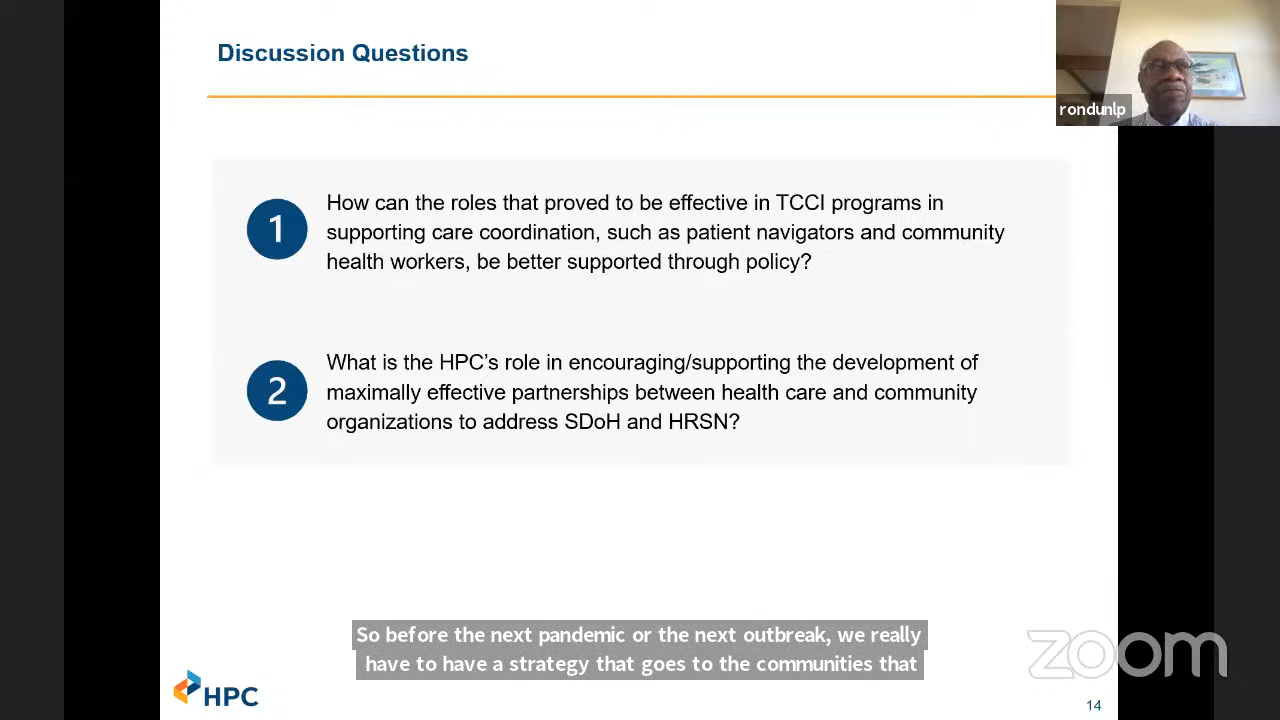 Discussion Questions
rondunlp
1
How can the roles that proved to be effective in TCCI programs in
supporting care coordination, such as patient navigators and community
health workers, be better supported through policy?
2
What is the HPC’s role in encouraging/supporting the development of
maximally effective partnerships between health care and community
organizations to address SDoH and HRSN?
So before the next pandemic or the next outbreak, we really
have to have a strategy that goes to the communities that
zoom
HPC
14